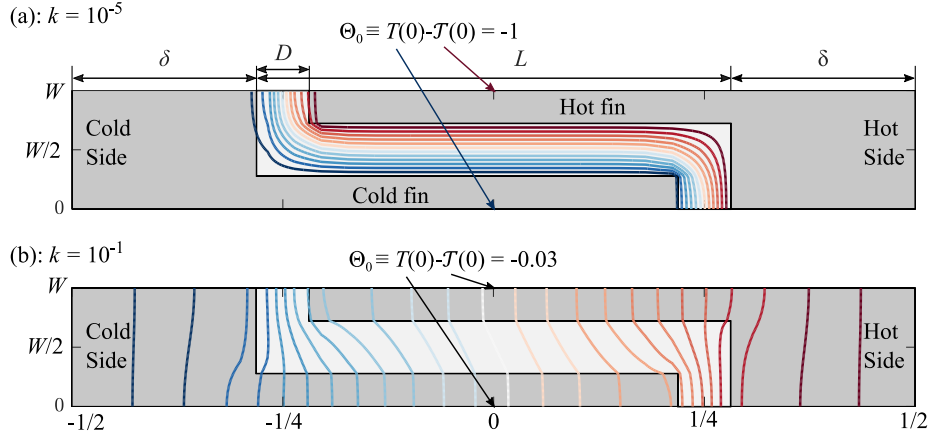 (a): k = 10⁻⁵
Θ₀ ≡ T(0)-𝒯(0) = -1
δ D L δ
W
Hot fin
Cold Side
Hot Side
W/2
Cold fin
0
(b): k = 10⁻¹
Θ₀ ≡ T(0)-𝒯(0) = -0.03
W
Cold Side
Hot Side
W/2
0
-1/2 -1/4 0 1/4 1/2